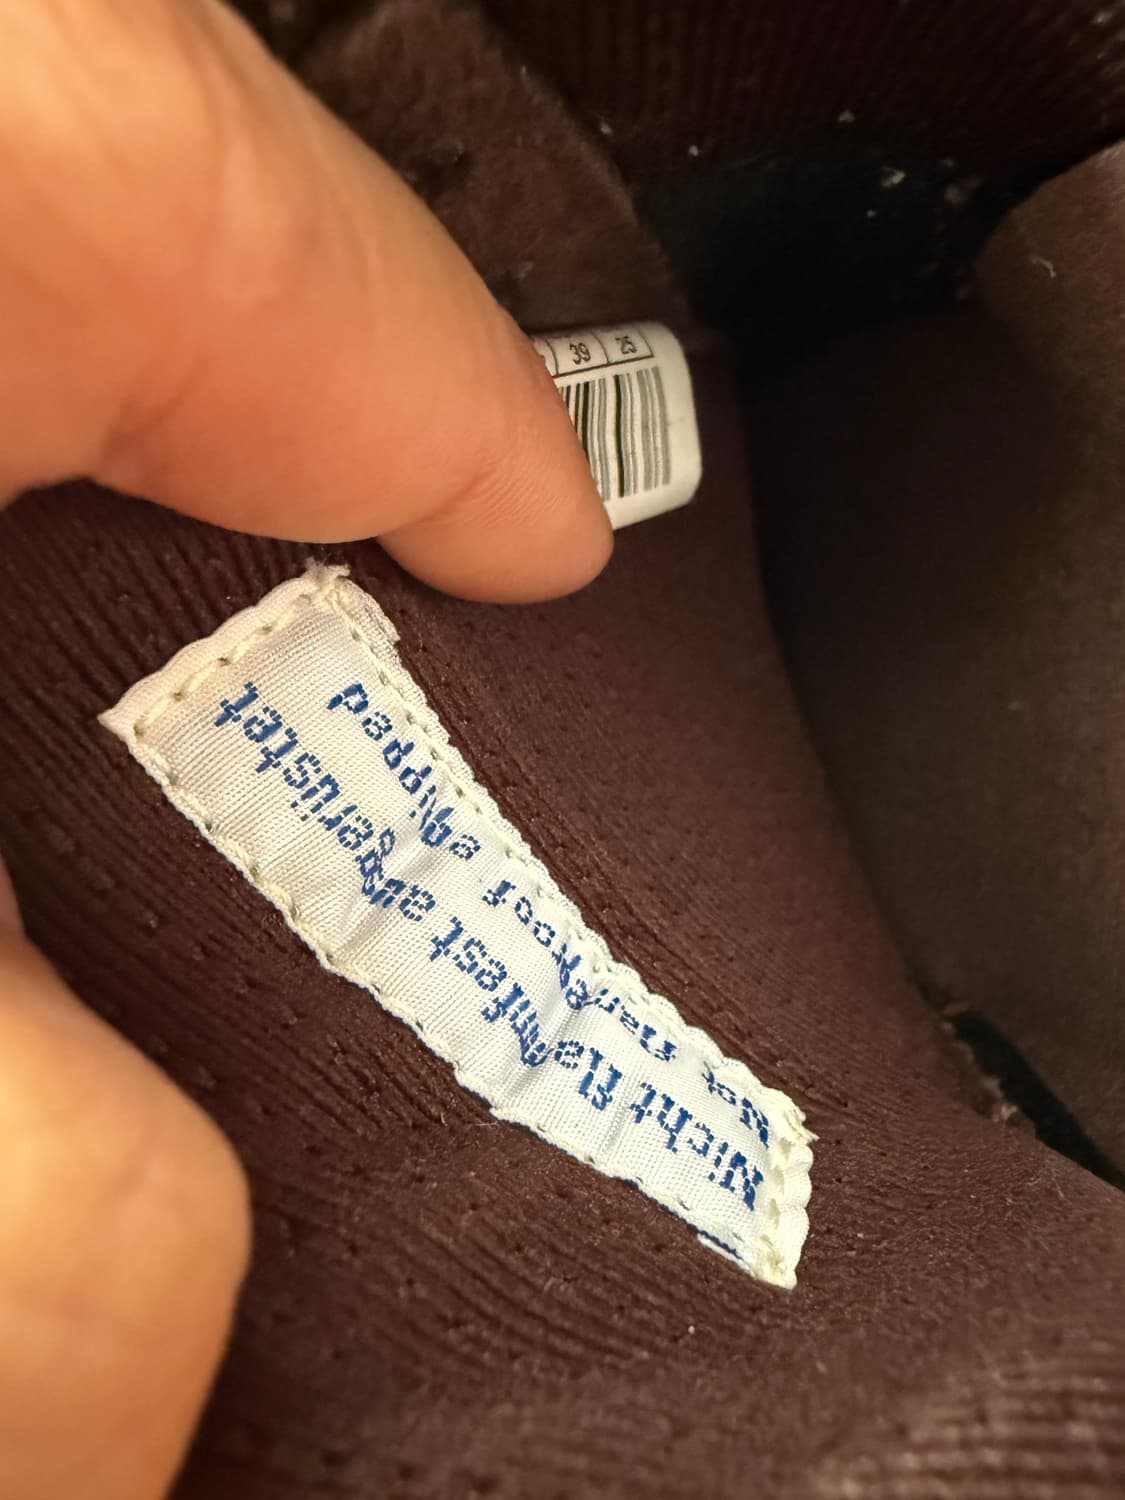 39 25
Nicht flammfest ausgerüstet
Not flameproof equipped